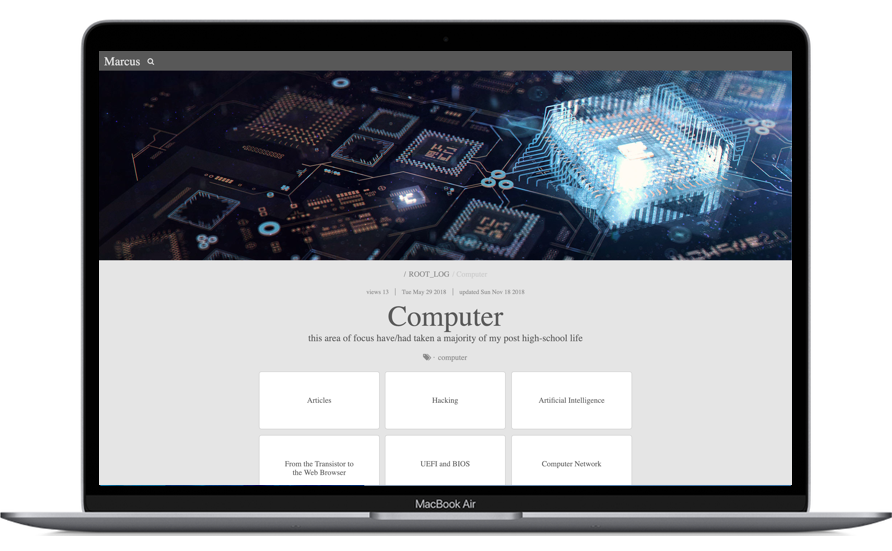 Marcus
/ ROOT_LOG / Computer
views 13 | Tue May 29 2018 | updated Sun Nov 18 2018
Computer
this area of focus have/had taken a majority of my post high-school life
- computer
Articles
Hacking
Artificial Intelligence
From the Transistor to
the Web Browser
UEFI and BIOS
Computer Network
MacBook Air